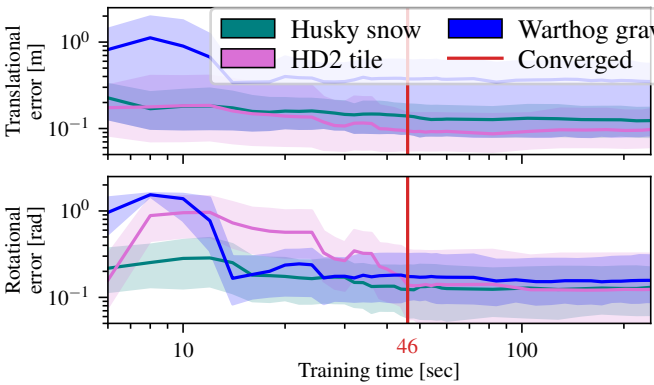 Husky snow
Warthog grav
HD2 tile
Converged
Translational
error [m]
10⁰
10⁻¹
Rotational
error [rad]
10⁰
10⁻¹
10
46
100
Training time [sec]